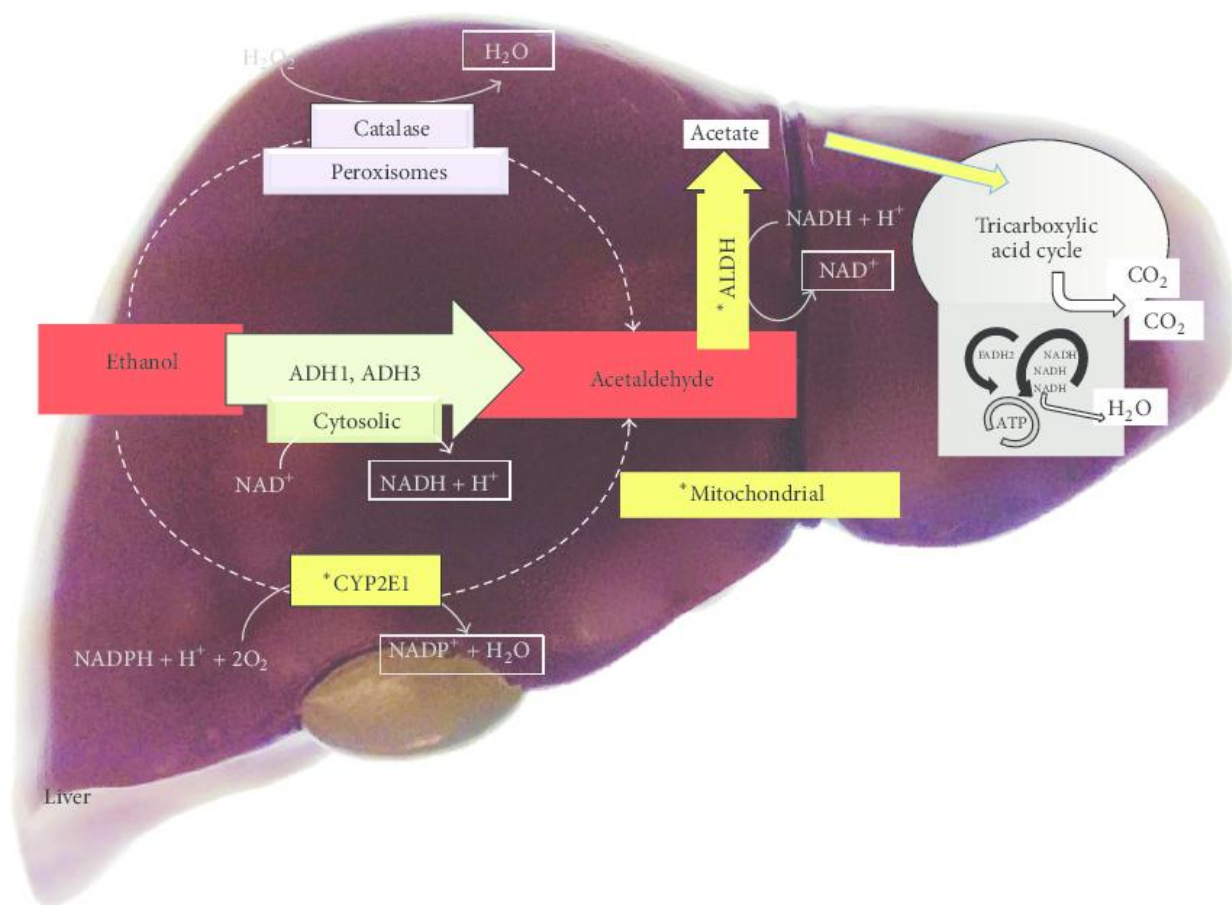 H₂O₂
H₂O
Catalase
Peroxisomes
Acetate
NADH + H⁺
NAD⁺
*ALDH
Tricarboxylic
acid cycle
CO₂
CO₂
Ethanol
ADH1, ADH3
Cytosolic
Acetaldehyde
NAD⁺
NADH + H⁺
FADH2
NADH
NADH
NADH
ATP
H₂O
*Mitochondrial
*CYP2E1
NADPH + H⁺ + 2O₂
NADP⁺ + H₂O
Liver